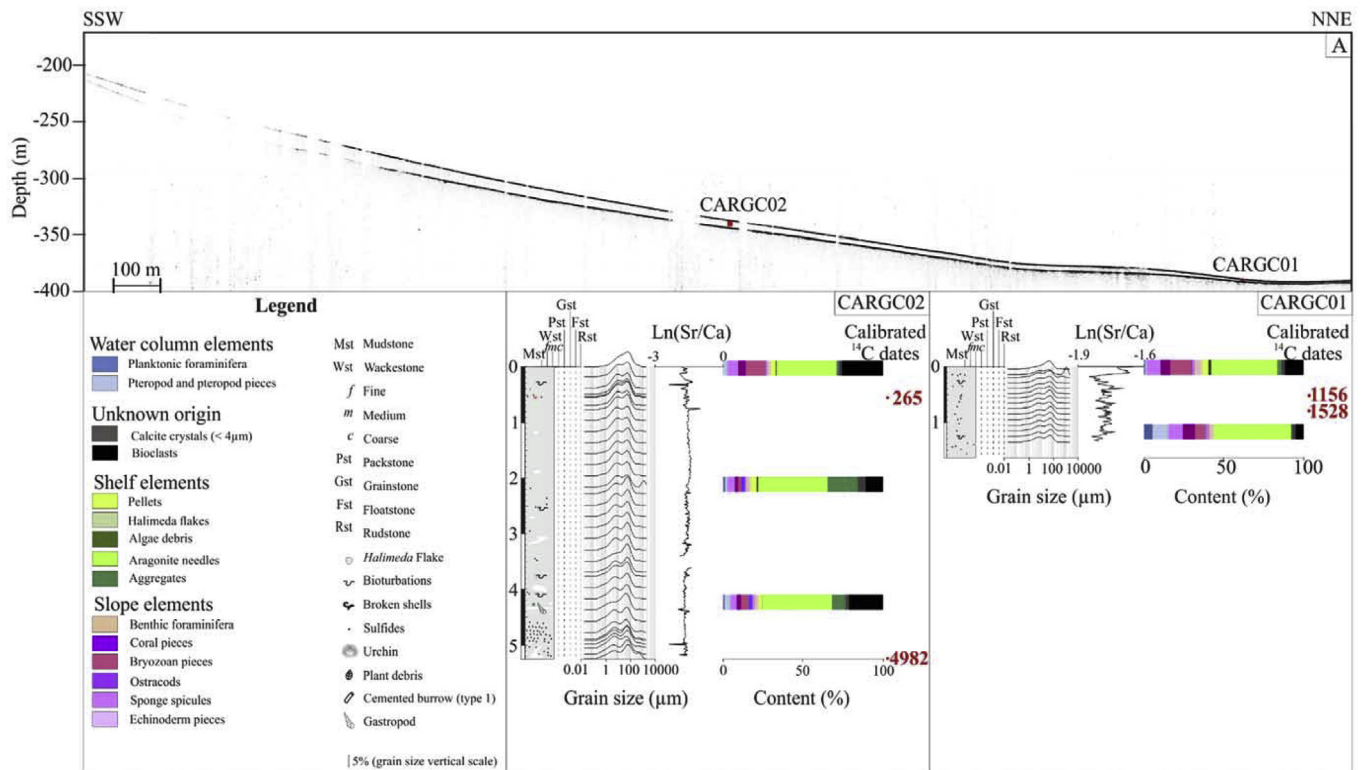 SSW
NNE
A
-200
-250
-300
-350
-400
Depth (m)
CARGC02
CARGC01
100 m
Legend
Water column elements
Planktonic foraminifera
Pteropod and pteropod pieces
Unknown origin
Calcite crystals (< 4µm)
Bioclasts
Shelf elements
Pellets
Halimeda flakes
Algae debris
Aragonite needles
Aggregates
Slope elements
Benthic foraminifera
Coral pieces
Bryozoan pieces
Ostracods
Sponge spicules
Echinoderm pieces
Mst Mudstone
Wst Wackestone
f Fine
m Medium
c Coarse
Pst Packstone
Gst Grainstone
Fst Floatstone
Rst Rudstone
Halimeda Flake
Bioturbations
Broken shells
Sulfides
Urchin
Plant debris
Cemented burrow (type 1)
Gastropod
5% (grain size vertical scale)
CARGC02
Gst
Pst Fst
Wst Rst
fmc
Mst
Ln(Sr/Ca)
-3 0
Calibrated
14C dates
0
1
2
3
4
5
·265
·4982
0.01 1 100 10000
Grain size (µm)
0 50 100
Content (%)
CARGC01
Gst
Pst Fst
Wst Rst
fmc
Mst
Ln(Sr/Ca)
-1.9 -1.6
Calibrated
14C dates
0
1
·1156
·1528
0.01 1 100 10000
Grain size (µm)
0 50 100
Content (%)